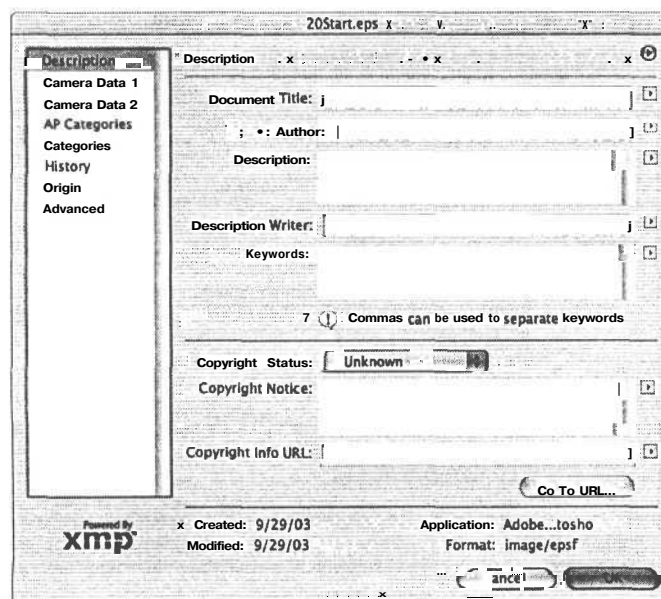 20Start.eps
Description
Camera Data 1
Camera Data 2
AP Categories
Categories
History
Origin
Advanced
Description
Document Title:
Author:
Description:
Description Writer:
Keywords:
Commas can be used to separate keywords
Copyright Status: Unknown
Copyright Notice:
Copyright Info URL:
Go To URL...
Powered By
xmp
Created: 9/29/03
Modified: 9/29/03
Application: Adobe...tosho
Format: image/epsf
OK